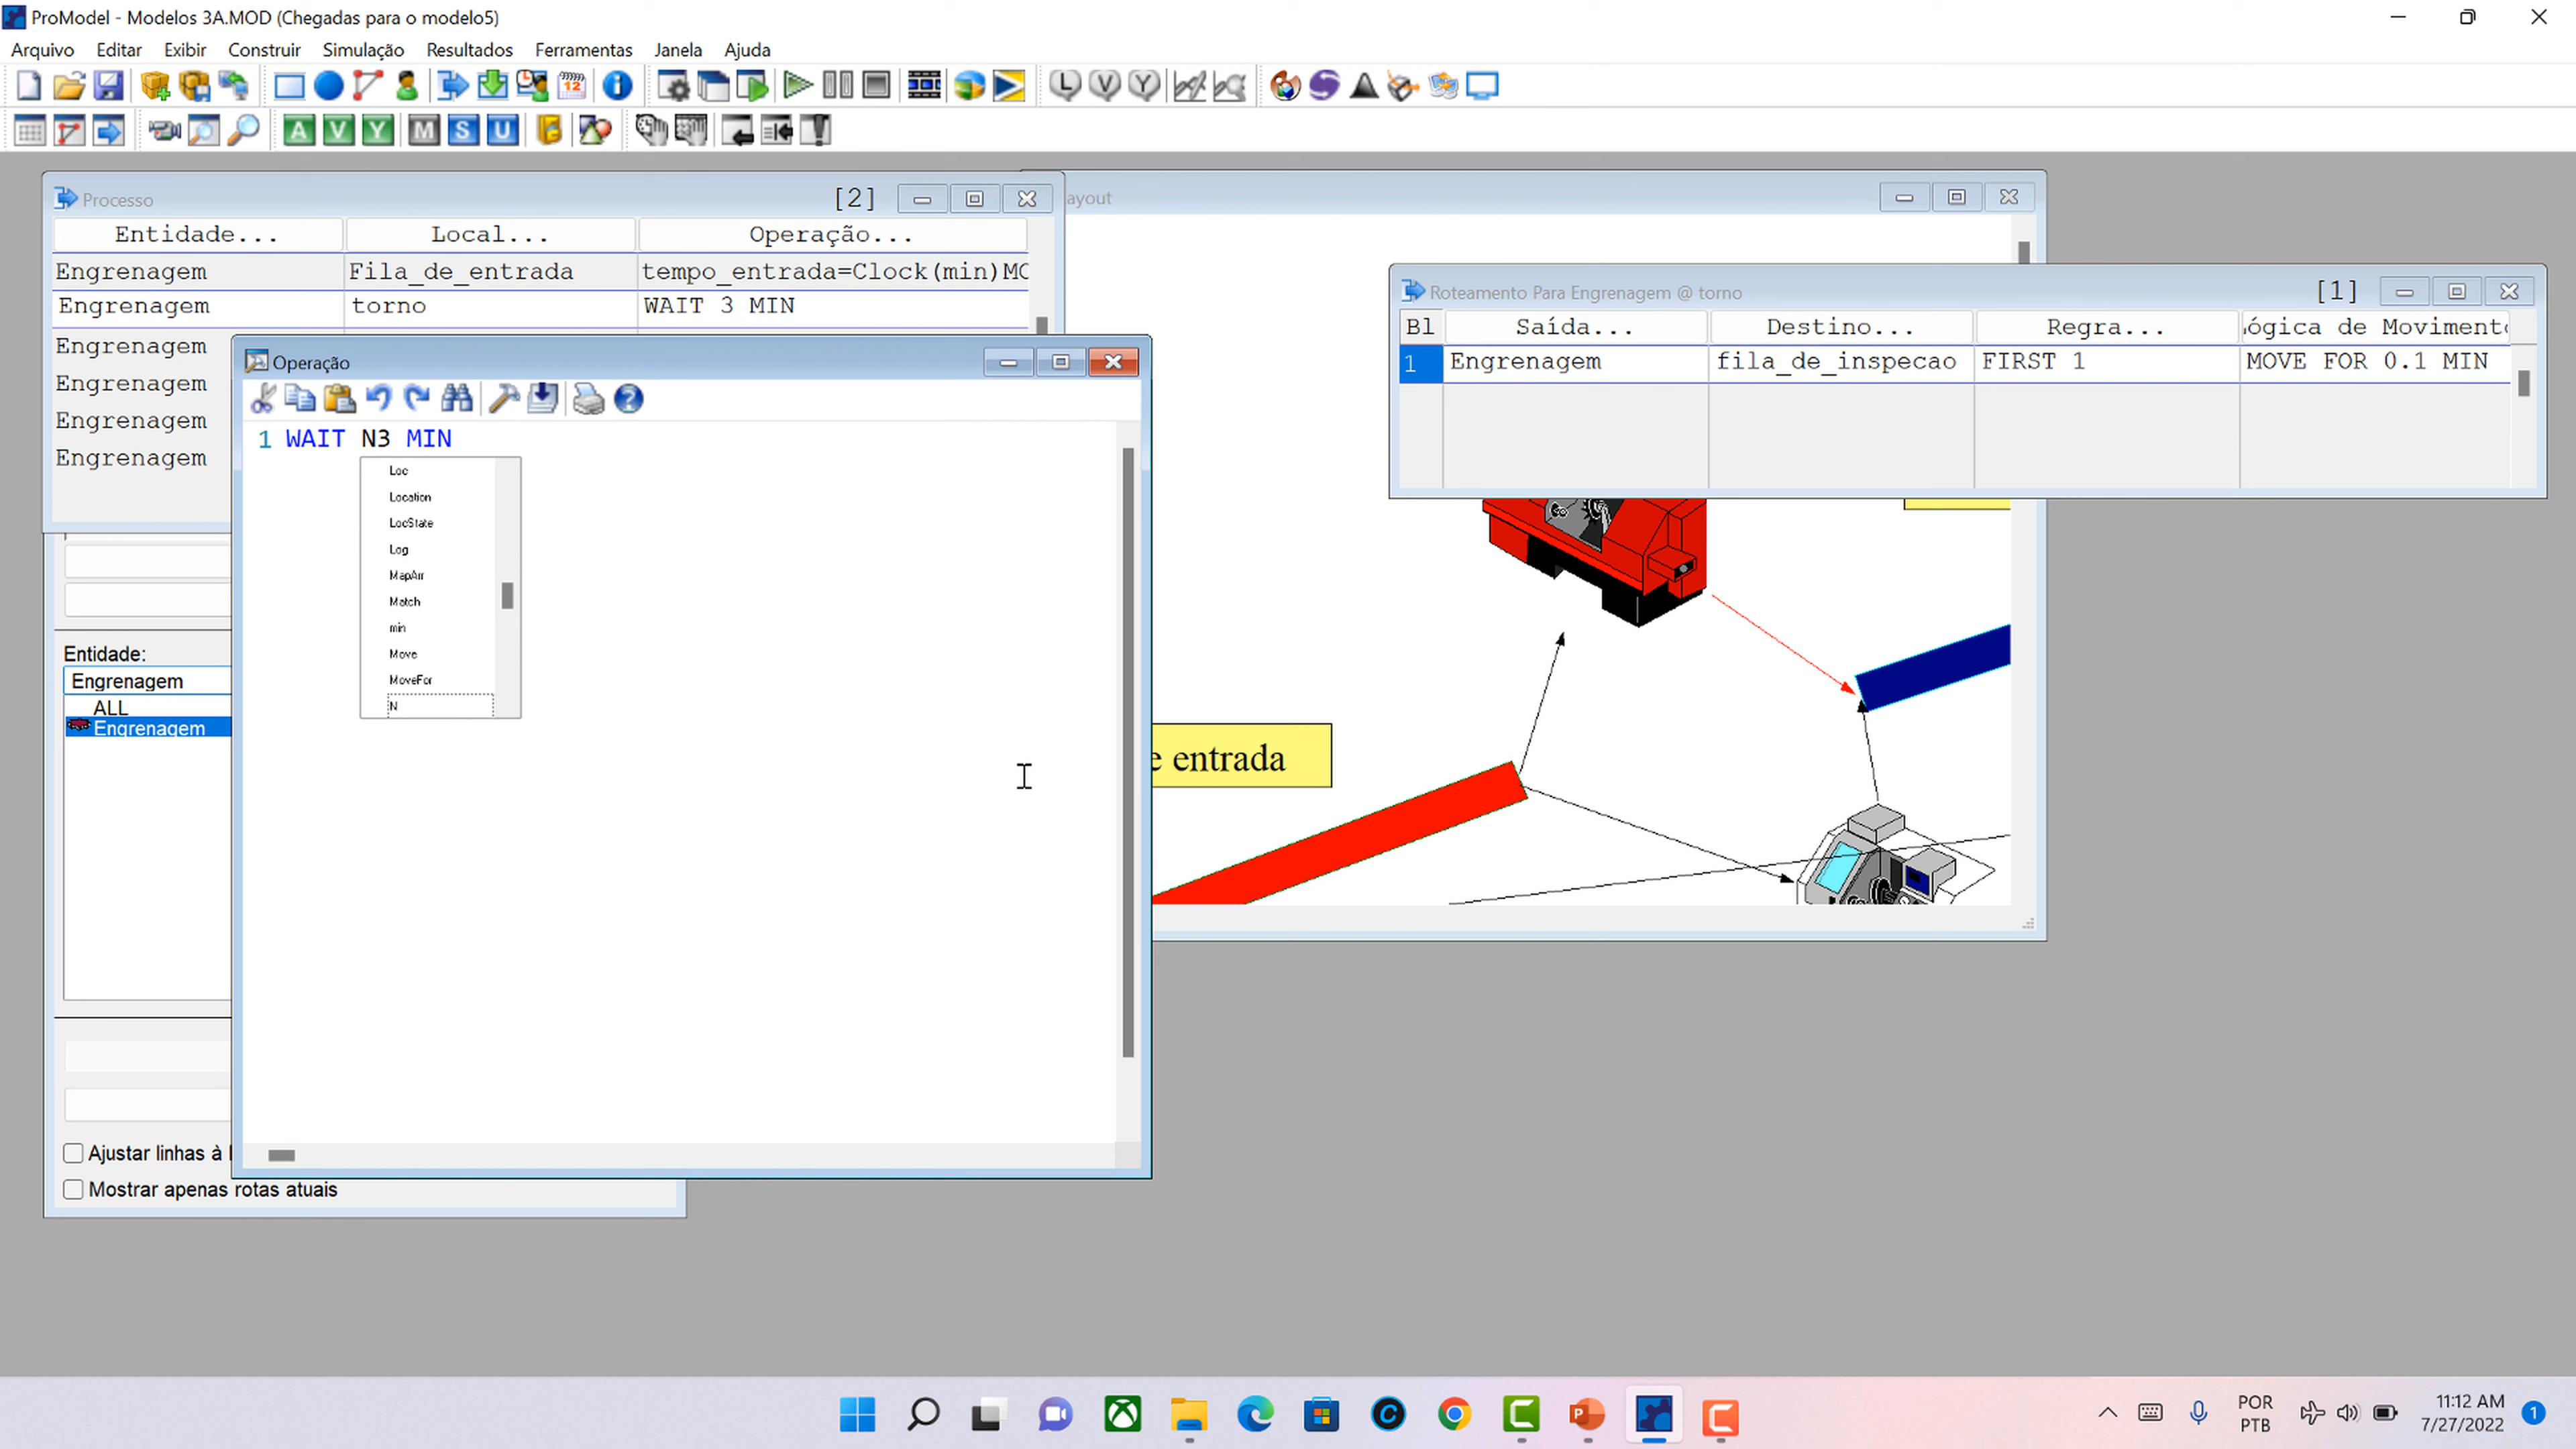 ProModel - Modelos 3A.MOD (Chegadas para o modelo5)
Arquivo Editar Exibir Construir Simulação Resultados Ferramentas Janela Ajuda
12
L V Y
A V Y M S U
Processo [2]
Entidade... Local... Operação...
Engrenagem Fila_de_entrada tempo_entrada=Clock(min)MO
Engrenagem torno WAIT 3 MIN
Engrenagem
Engrenagem
Engrenagem
Engrenagem
ayout
Roteamento Para Engrenagem @ torno [1]
Bl Saída... Destino... Regra... ógica de Movimento
1 Engrenagem fila_de_inspecao FIRST 1 MOVE FOR 0.1 MIN
Operação
1 WAIT N3 MIN
Loc
Location
LocState
Log
MapArr
Match
min
Move
MoveFor
N
Entidade:
Engrenagem
ALL
Engrenagem
e entrada
Ajustar linhas à
Mostrar apenas rotas atuais
POR
PTB
11:12 AM
7/27/2022
1